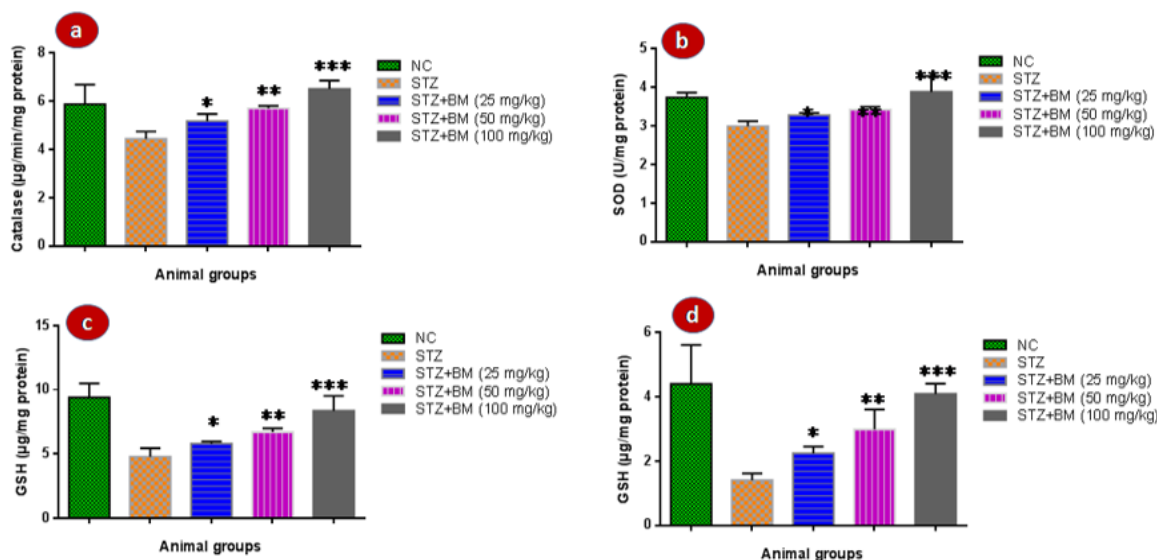 a
Catalase (µg/min/mg protein)
8
6
4
2
0
*
**
***
Animal groups
NC
STZ
STZ+BM (25 mg/kg)
STZ+BM (50 mg/kg)
STZ+BM (100 mg/kg)
b
SOD (U/mg protein)
5
4
3
2
1
0
*
**
***
Animal groups
NC
STZ
STZ+BM (25 mg/kg)
STZ+BM (50 mg/kg)
STZ+BM (100 mg/kg)
c
GSH (µg/mg protein)
15
10
5
0
*
**
***
Animal groups
NC
STZ
STZ+BM (25 mg/kg)
STZ+BM (50 mg/kg)
STZ+BM (100 mg/kg)
d
GSH (µg/mg protein)
6
4
2
0
*
**
***
Animal groups
NC
STZ
STZ+BM (25 mg/kg)
STZ+BM (50 mg/kg)
STZ+BM (100 mg/kg)